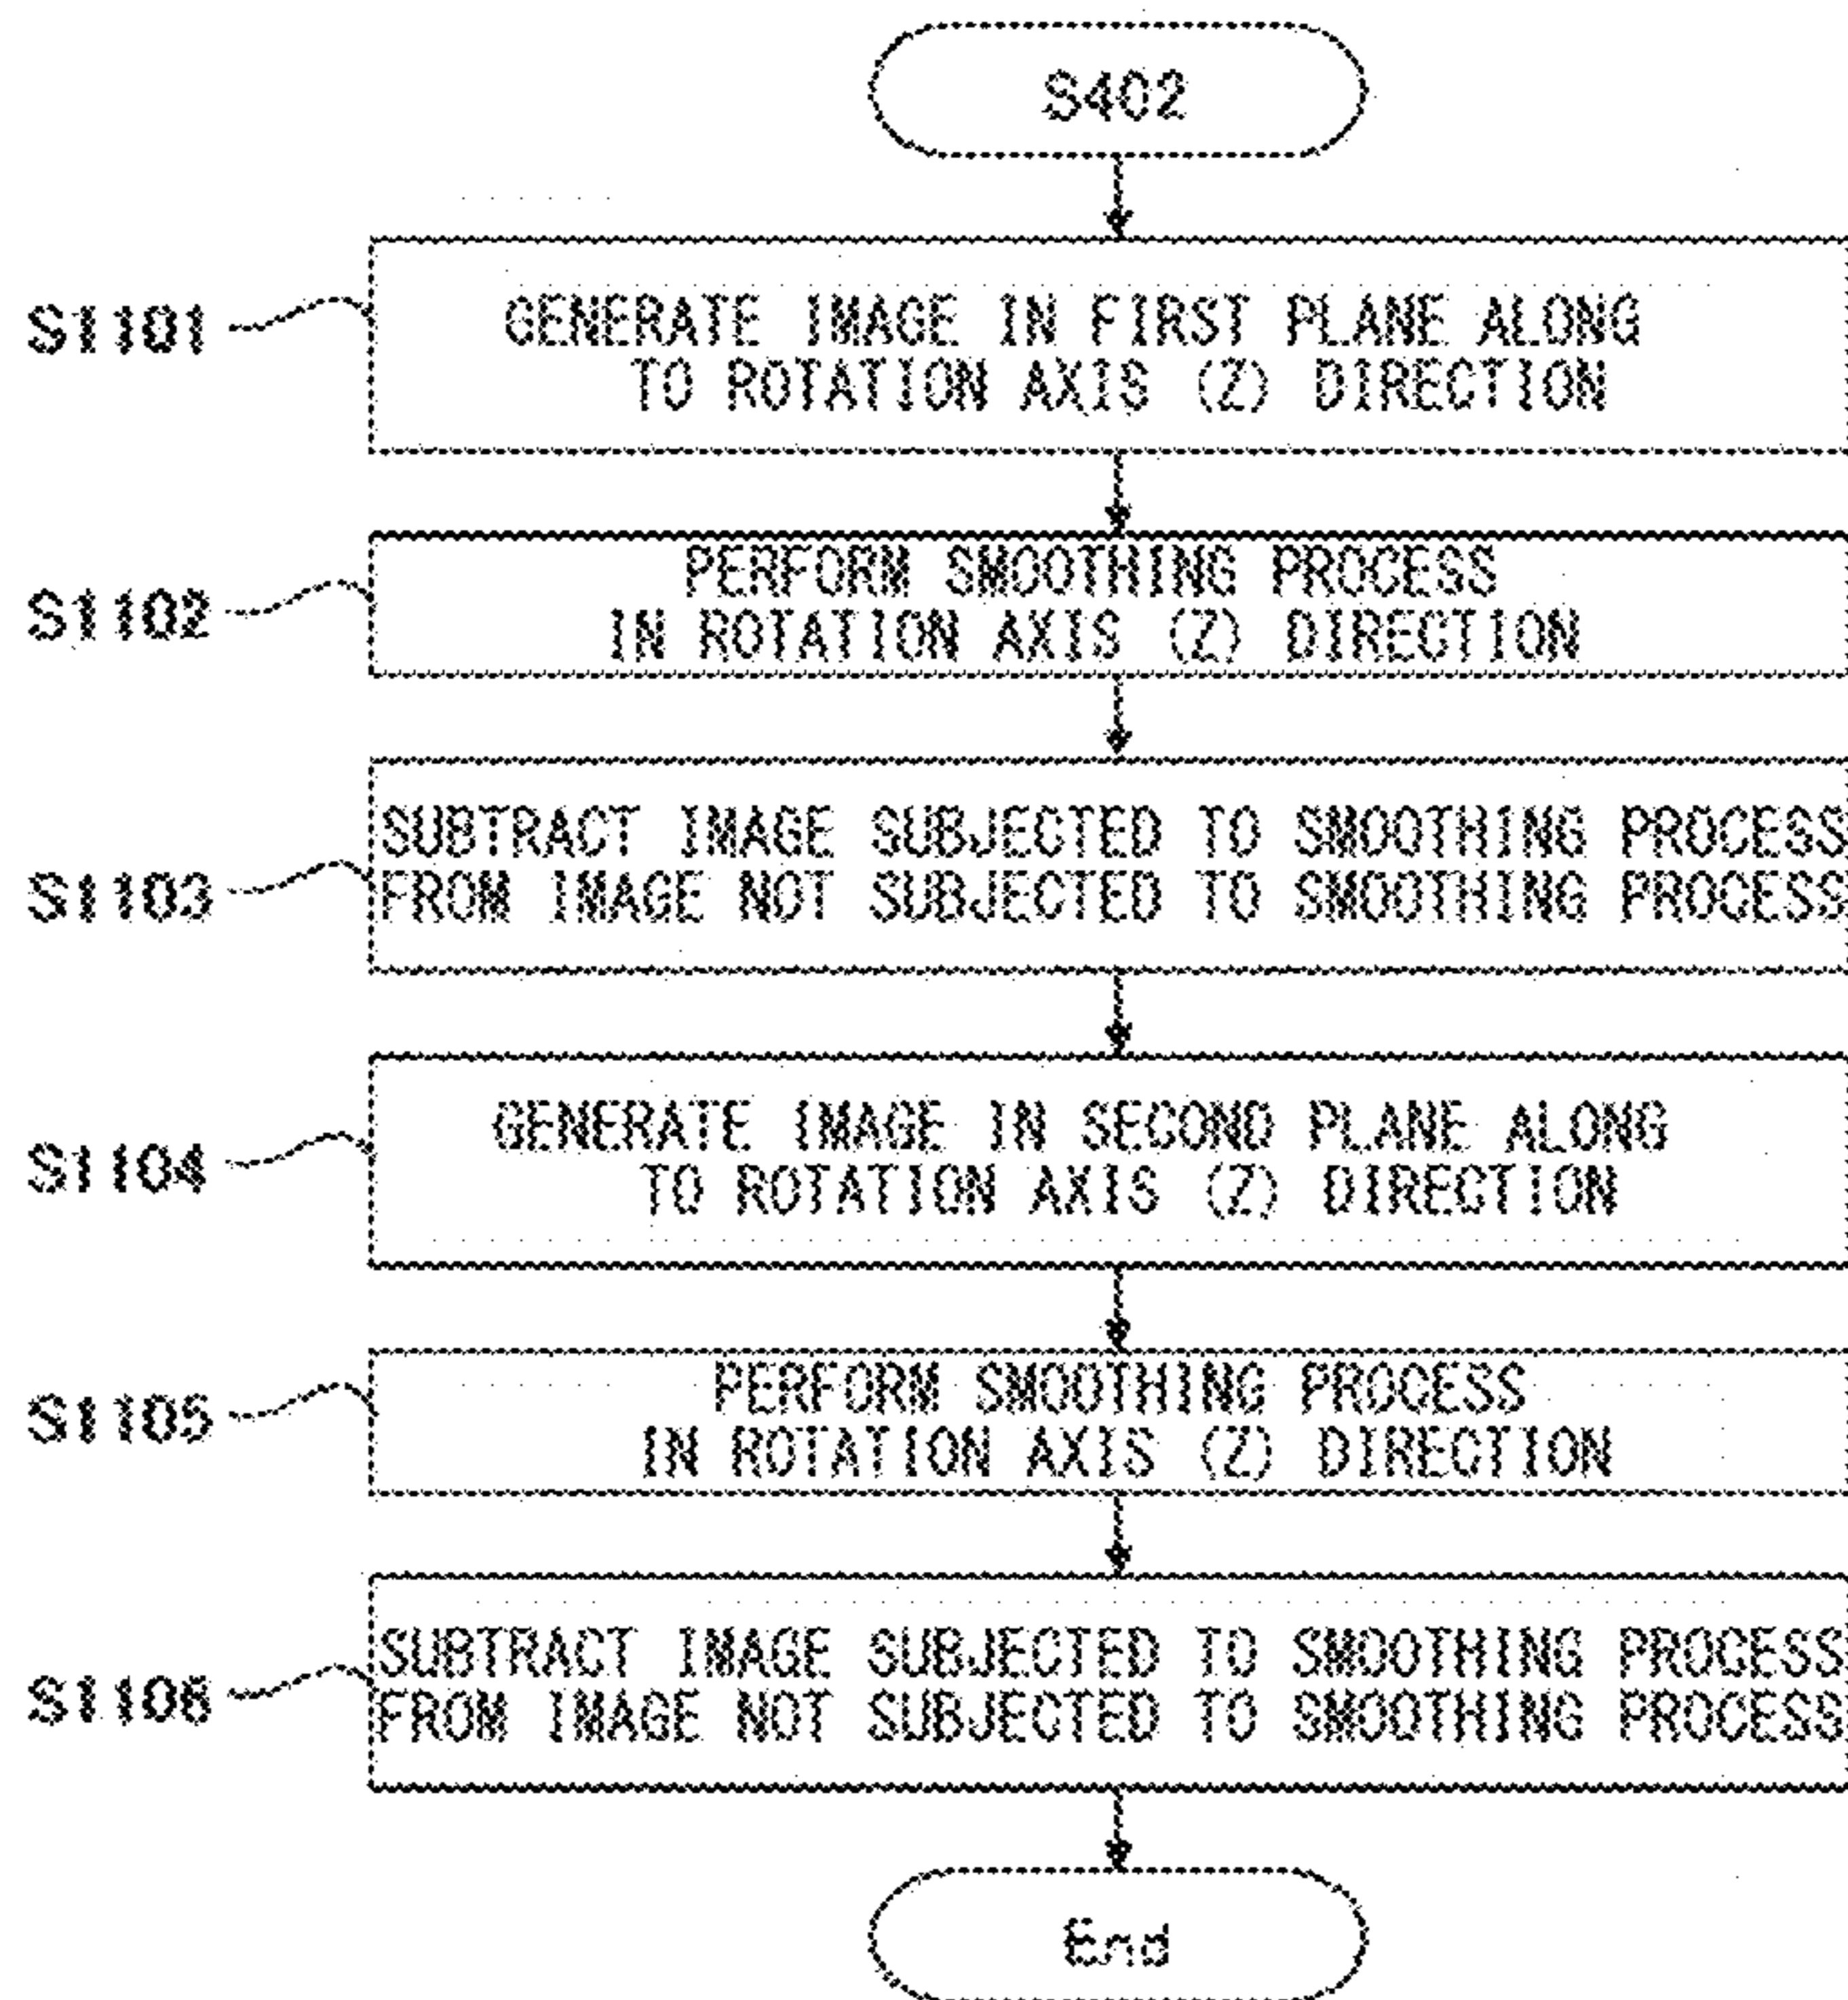 S402
S1101
GENERATE IMAGE IN FIRST PLANE ALONG
TO ROTATION AXIS (Z) DIRECTION
S1102
PERFORM SMOOTHING PROCESS
IN ROTATION AXIS (Z) DIRECTION
S1103
SUBTRACT IMAGE SUBJECTED TO SMOOTHING PROCESS
FROM IMAGE NOT SUBJECTED TO SMOOTHING PROCESS
S1104
GENERATE IMAGE IN SECOND PLANE ALONG
TO ROTATION AXIS (Z) DIRECTION
S1105
PERFORM SMOOTHING PROCESS
IN ROTATION AXIS (Z) DIRECTION
S1106
SUBTRACT IMAGE SUBJECTED TO SMOOTHING PROCESS
FROM IMAGE NOT SUBJECTED TO SMOOTHING PROCESS
End